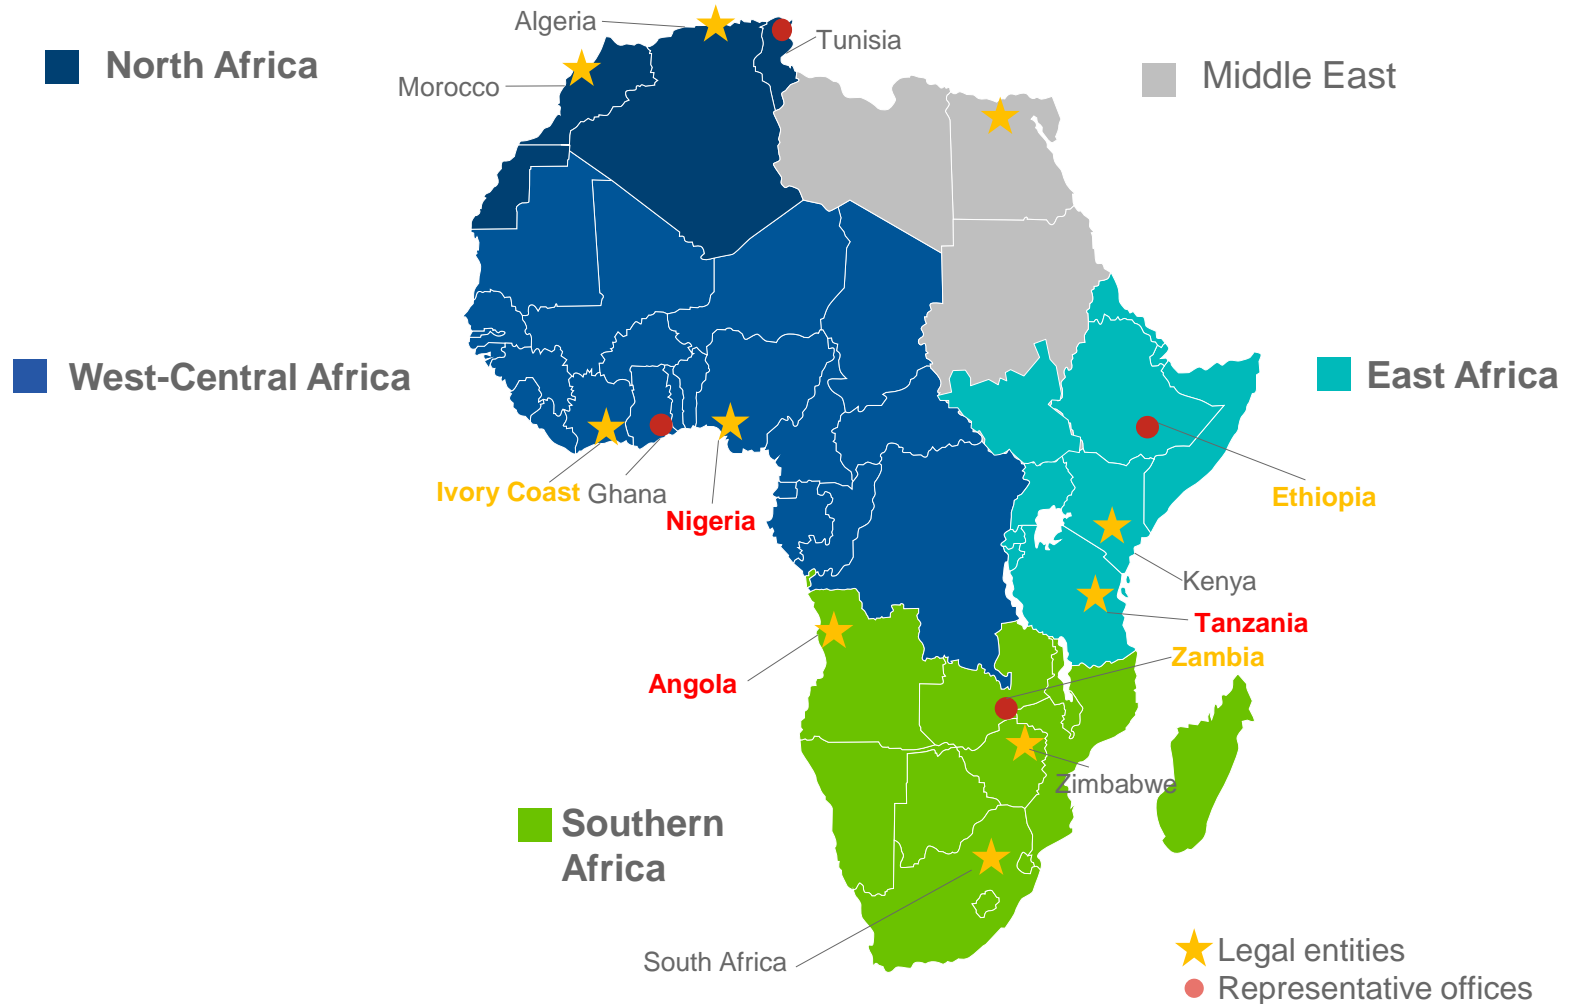 Algeria
Tunisia
North Africa
Middle East
Morocco
West-Central Africa
East Africa
Ivory Coast
Ghana
Nigeria
Ethiopia
Kenya
Tanzania
Zambia
Angola
Zimbabwe
Southern
Africa
South Africa
Legal entities
Representative offices